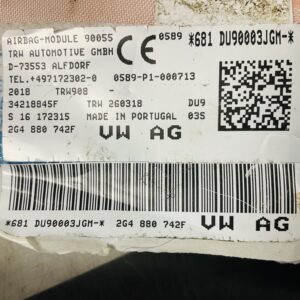 AIRBAG-MODULE 90055 CE 0589 *681 DU90003JGM-*
TRW AUTOMOTIVE GMBH
D-73553 ALFDORF
TEL.+497172302-0 0589-P1-000713
2018 TRW908 -
34218845F TRW 260318 DU9
S 16 172315 MADE IN PORTUGAL 03S
2G4 880 742F VW AG
*681 DU90003JGM-* 2G4 880 742F VW AG